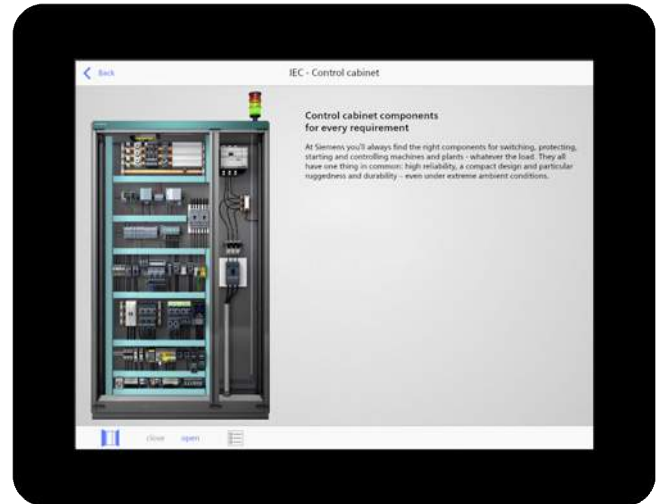 Back
IEC - Control cabinet
Control cabinet components
for every requirement
At Siemens you'll always find the right components for switching, protecting,
starting and controlling machines and plants - whatever the load. They all
have one thing in common: high reliability, a compact design and particular
ruggedness and durability – even under extreme ambient conditions.
close open